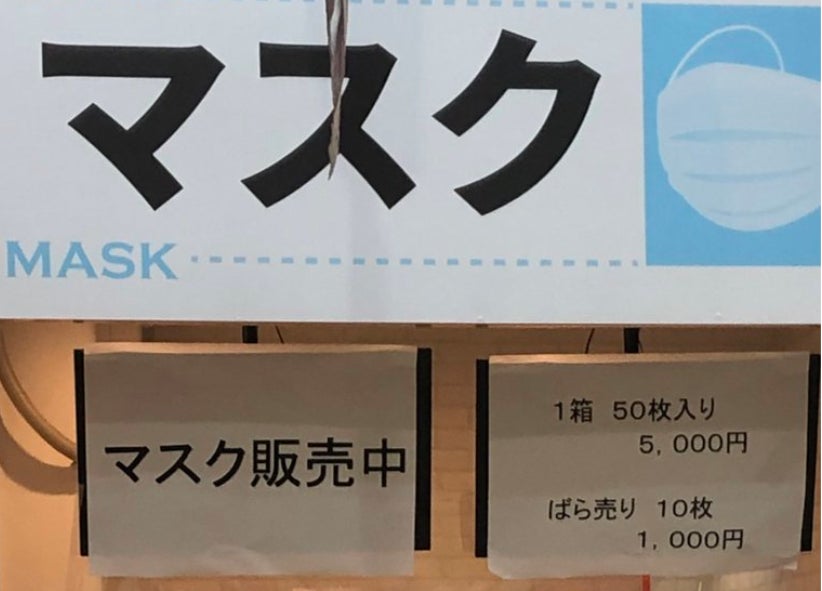 マスク
MASK
マスク販売中
1箱 50枚入り
5,000円
ばら売り 10枚
1,000円